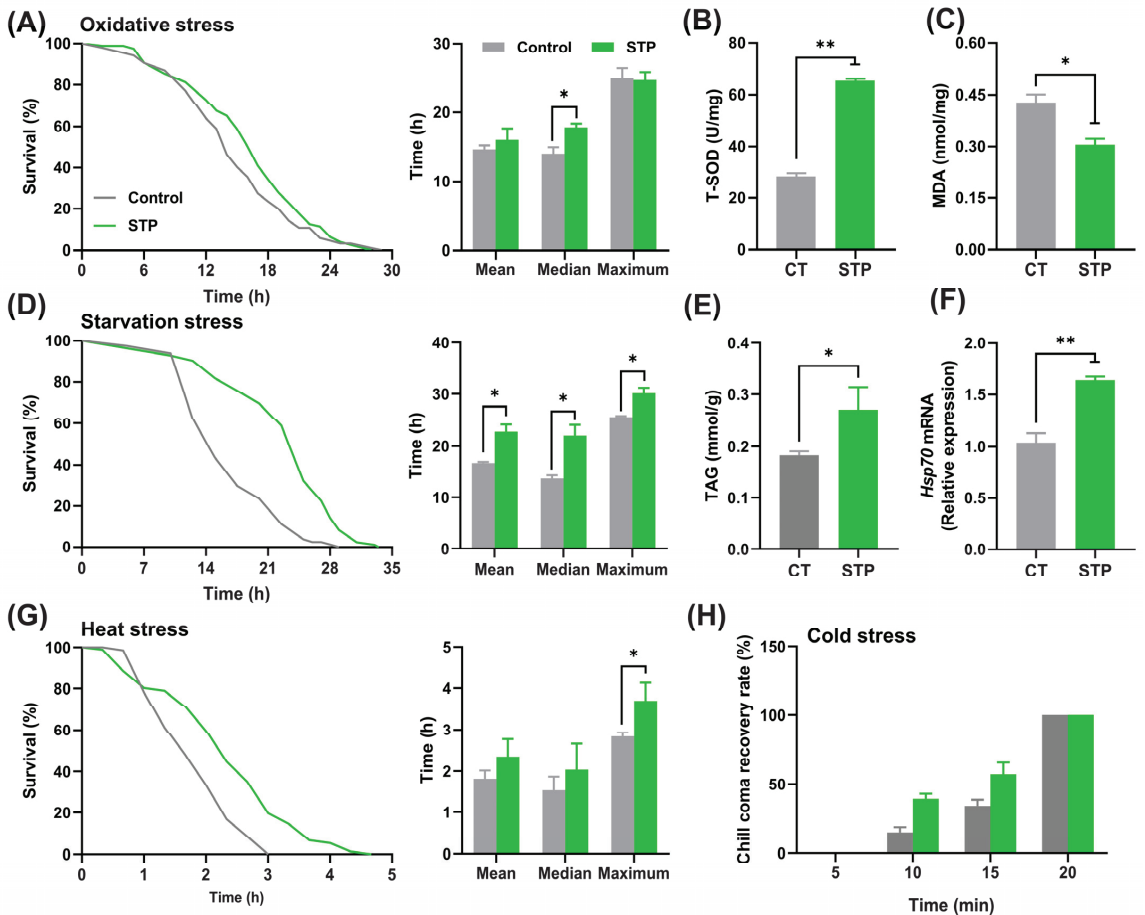 (A)
Oxidative stress
100
80
60
40
20
0
Survival (%)
Control
STP
0 6 12 18 24 30
Time (h)
Control STP
30
20
10
0
Time (h)
*
Mean Median Maximum
(B)
80
60
40
20
0
T-SOD (U/mg)
**
CT STP
(C)
0.60
0.45
0.30
0.15
0.00
MDA (nmol/mg)
*
CT STP
(D)
Starvation stress
100
80
60
40
20
0
Survival (%)
0 7 14 21 28 35
Time (h)
40
30
20
10
0
Time (h)
* * *
Mean Median Maximum
(E)
0.4
0.3
0.2
0.1
0.0
TAG (mmol/g)
*
CT STP
(F)
2.0
1.5
1.0
0.5
0.0
Hsp70 mRNA
(Relative expression)
**
CT STP
(G)
Heat stress
100
80
60
40
20
0
Survival (%)
0 1 2 3 4 5
Time (h)
5
4
3
2
1
0
Time (h)
*
Mean Median Maximum
(H)
Cold stress
150
100
50
0
Chill coma recovery rate (%)
5 10 15 20
Time (min)